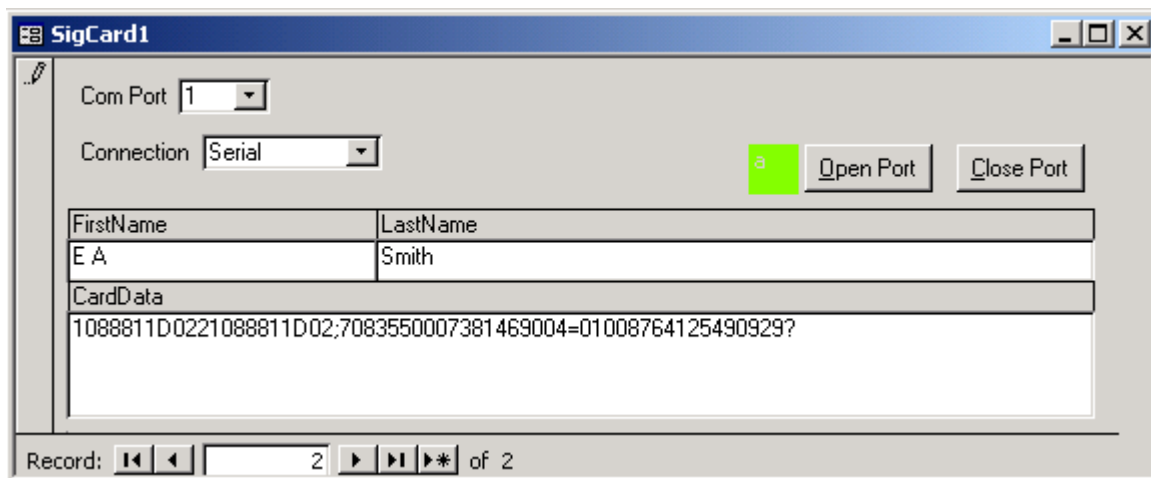 SigCard1
Com Port 1
Connection Serial
a Open Port Close Port
FirstName LastName
E A Smith
CardData
1088811D0221088811D02;7083550007381469004=01008764125490929?
Record: 2 of 2